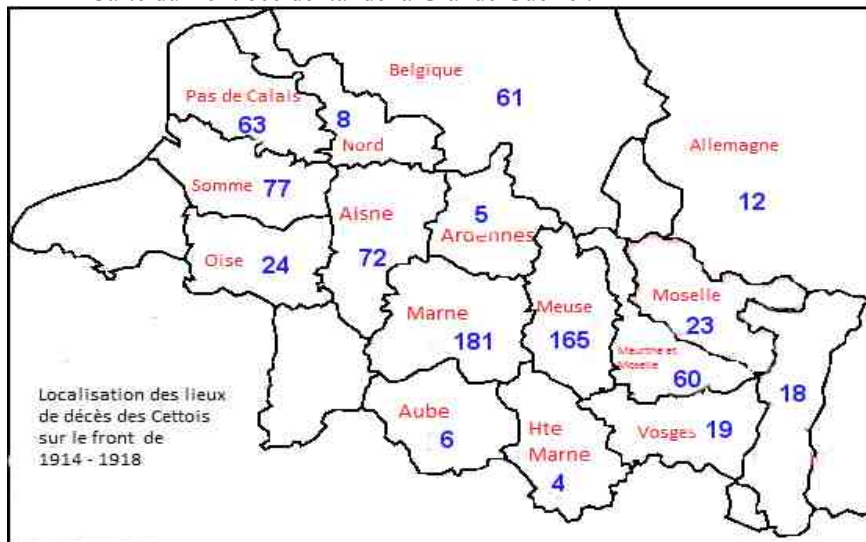 Belgique
61
Pas de Calais
63
8
Nord
Allemagne
12
Somme 77
Aisne
72
5
Ardennes
Oise 24
Moselle
23
Marne
181
Meuse
165
Meurthe et
Moselle
60
18
Localisation des lieux
de décès des Cettois
sur le front de
1914 - 1918
Aube
6
Hte
Marne
4
Vosges 19